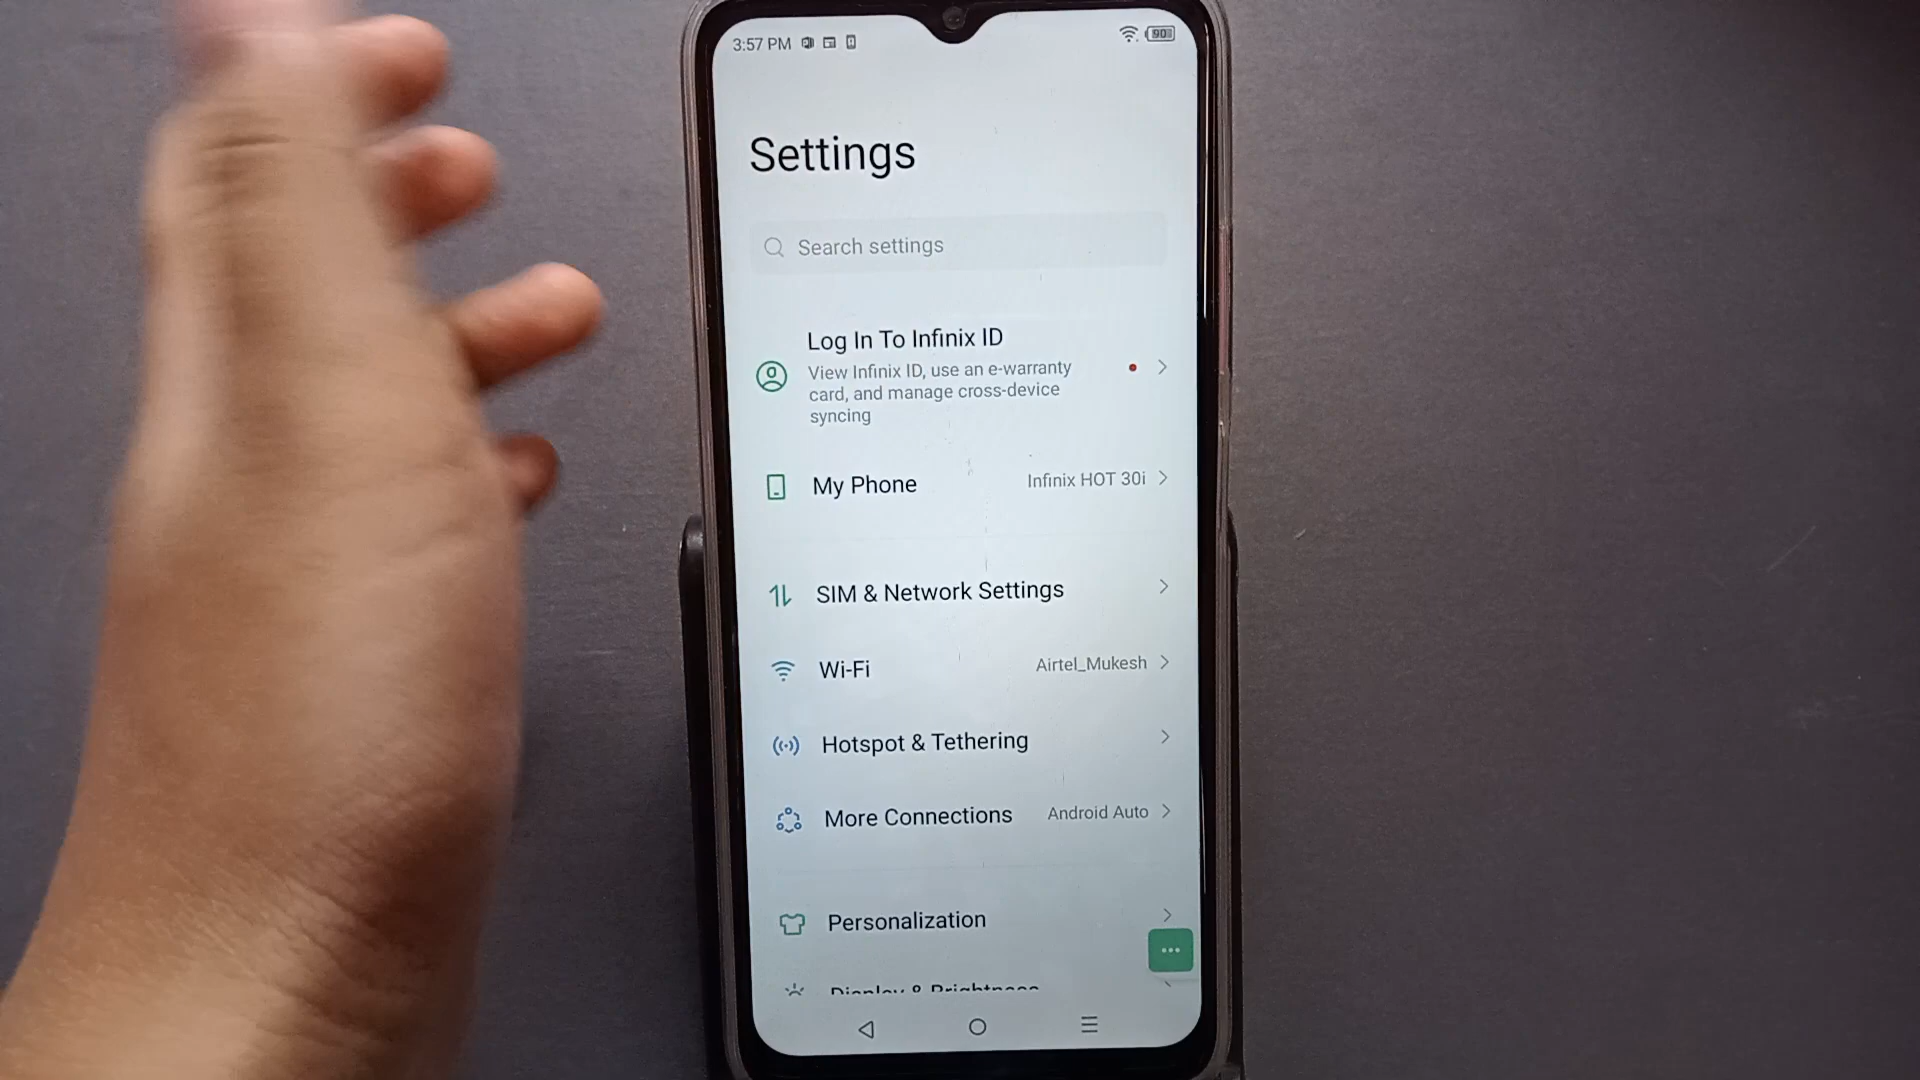 3:57 PM
90
Settings
Search settings
Log In To Infinix ID
View Infinix ID, use an e-warranty
card, and manage cross-device
syncing
My Phone
Infinix HOT 30i
SIM & Network Settings
Wi-Fi
Airtel_Mukesh
Hotspot & Tethering
More Connections
Android Auto
Personalization
Display & Brightness